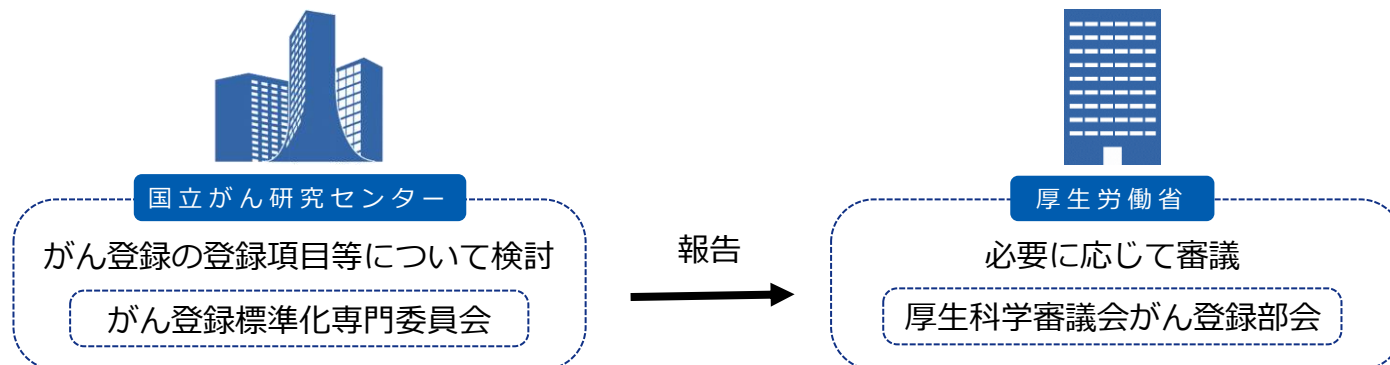 国立がん研究センター
がん登録の登録項目等について検討
がん登録標準化専門委員会
報告
厚生労働省
必要に応じて審議
厚生科学審議会がん登録部会